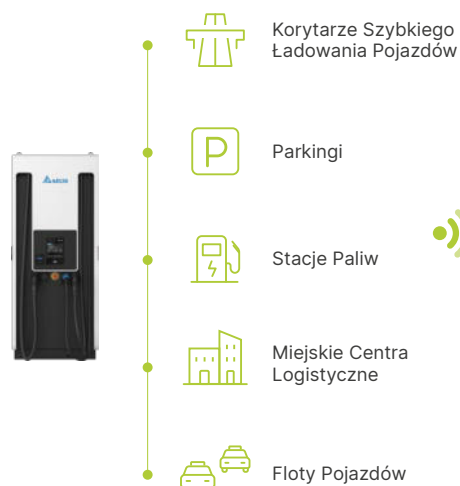 Korytarze Szybkiego
Ładowania Pojazdów
P
Parkingi
Stacje Paliw
Miejskie Centra
Logistyczne
Floty Pojazdów